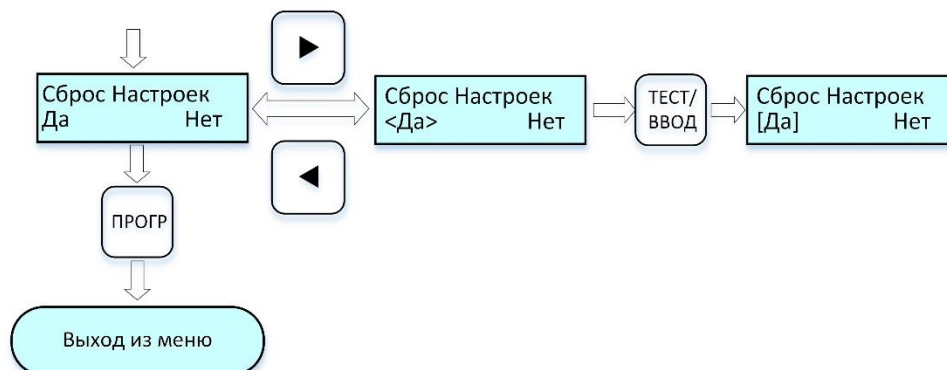 Сброс Настроек
Да Нет
Сброс Настроек
<Да> Нет
ТЕСТ/
ВВОД
Сброс Настроек
[Да] Нет
ПРОГР
Выход из меню